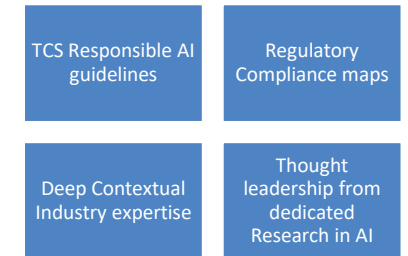 TCS Responsible AI
guidelines
Regulatory
Compliance maps
Deep Contextual
Industry expertise
Thought
leadership from
dedicated
Research in AI